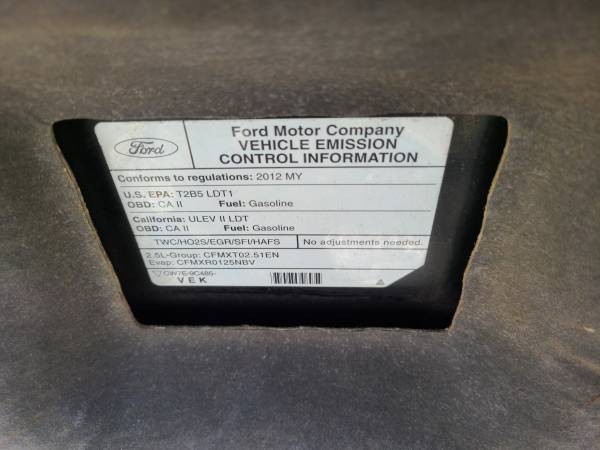 Ford
Ford Motor Company
VEHICLE EMISSION
CONTROL INFORMATION
Conforms to regulations: 2012 MY
U.S. EPA: T2B5 LDT1
OBD: CA II Fuel: Gasoline
California: ULEV II LDT
OBD: CA II Fuel: Gasoline
TWC/HO2S/EGR/SFI/HAFS No adjustments needed.
2.5L-Group: CFMXT02.51EN
Evap: CFMXR0125NBV
CW7E-9C485-
VEK